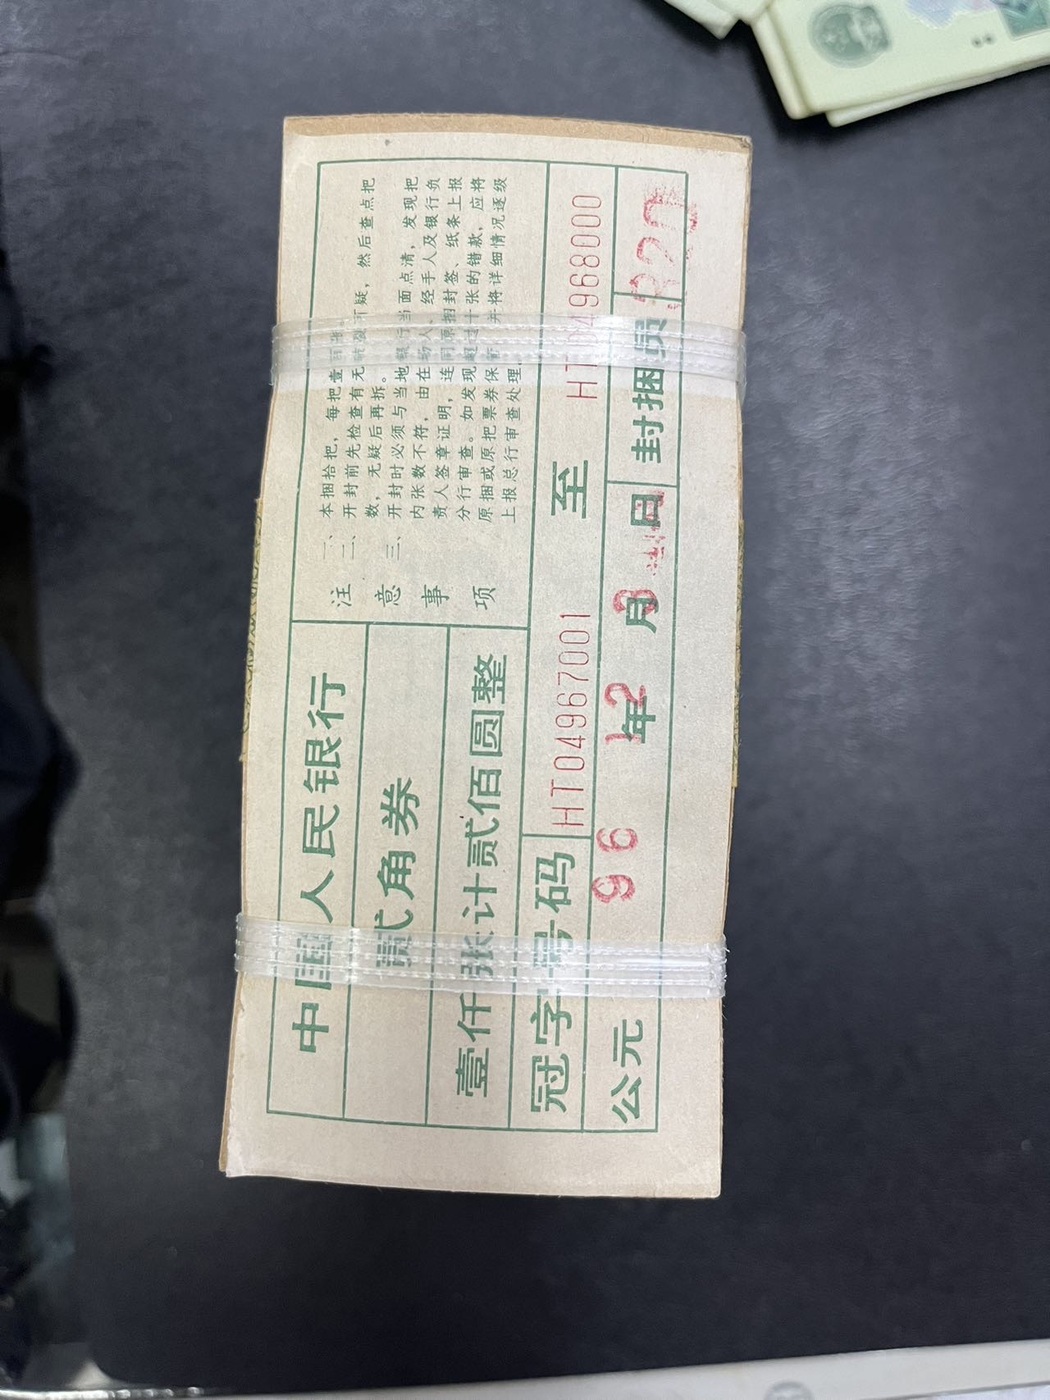 中国人民银行
贰角券
壹仟张计贰佰圆整
注意事项
一、本捆拾把，每把壹百张。
二、开封前先检查有无破裂可疑，然后查点把
数，无疑后再拆。
三、开封时必须与当地银行当面点清，发现把
内张数不符，由在场人、经手人及银行负
责人签章证明，连同原捆封签、纸条上报
分行审查。如发现超过十张的错款，应将
原捆或原把票券保管并将详细情况逐级
上报总行审查处理。
冠字号码 HT04967001 至 HT04968000
公元 96 年 12 月 3 日 封捆员